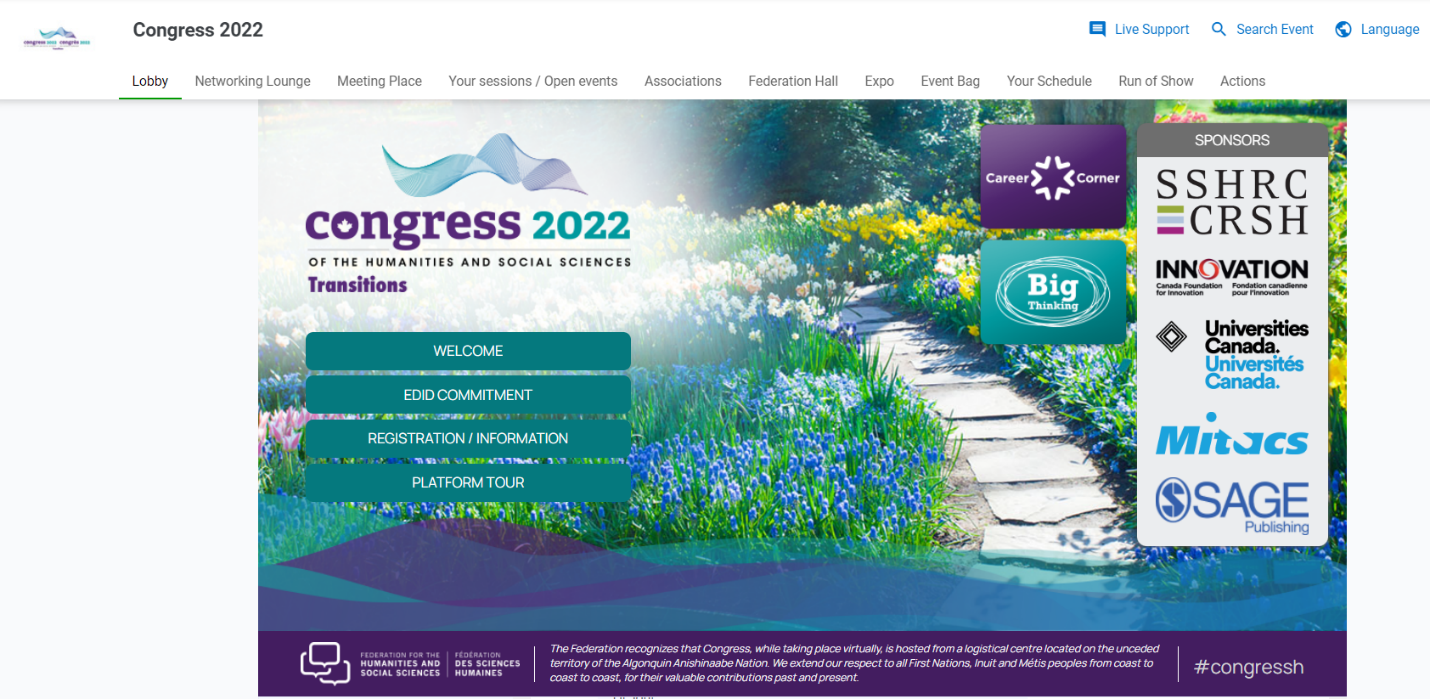 congress 2022 congrès 2022
Congress 2022
Live Support
Search Event
Language
Lobby
Networking Lounge
Meeting Place
Your sessions / Open events
Associations
Federation Hall
Expo
Event Bag
Your Schedule
Run of Show
Actions
congress 2022
OF THE HUMANITIES AND SOCIAL SCIENCES
Transitions
WELCOME
EDID COMMITMENT
REGISTRATION / INFORMATION
PLATFORM TOUR
Career Corner
Big
Thinking
SPONSORS
SSHRC
CRSH
INNOVATION
Canada Foundation Fondation canadienne
for Innovation pour l'innovation
Universities
Canada.
Universités
Canada.
Mitacs
S SAGE
Publishing
FEDERATION FOR THE
HUMANITIES AND
SOCIAL SCIENCES
FÉDÉRATION
DES SCIENCES
HUMAINES
The Federation recognizes that Congress, while taking place virtually, is hosted from a logistical centre located on the unceded
territory of the Algonquin Anishinaabe Nation. We extend our respect to all First Nations, Inuit and Métis peoples from coast to
coast to coast, for their valuable contributions past and present.
#congressh